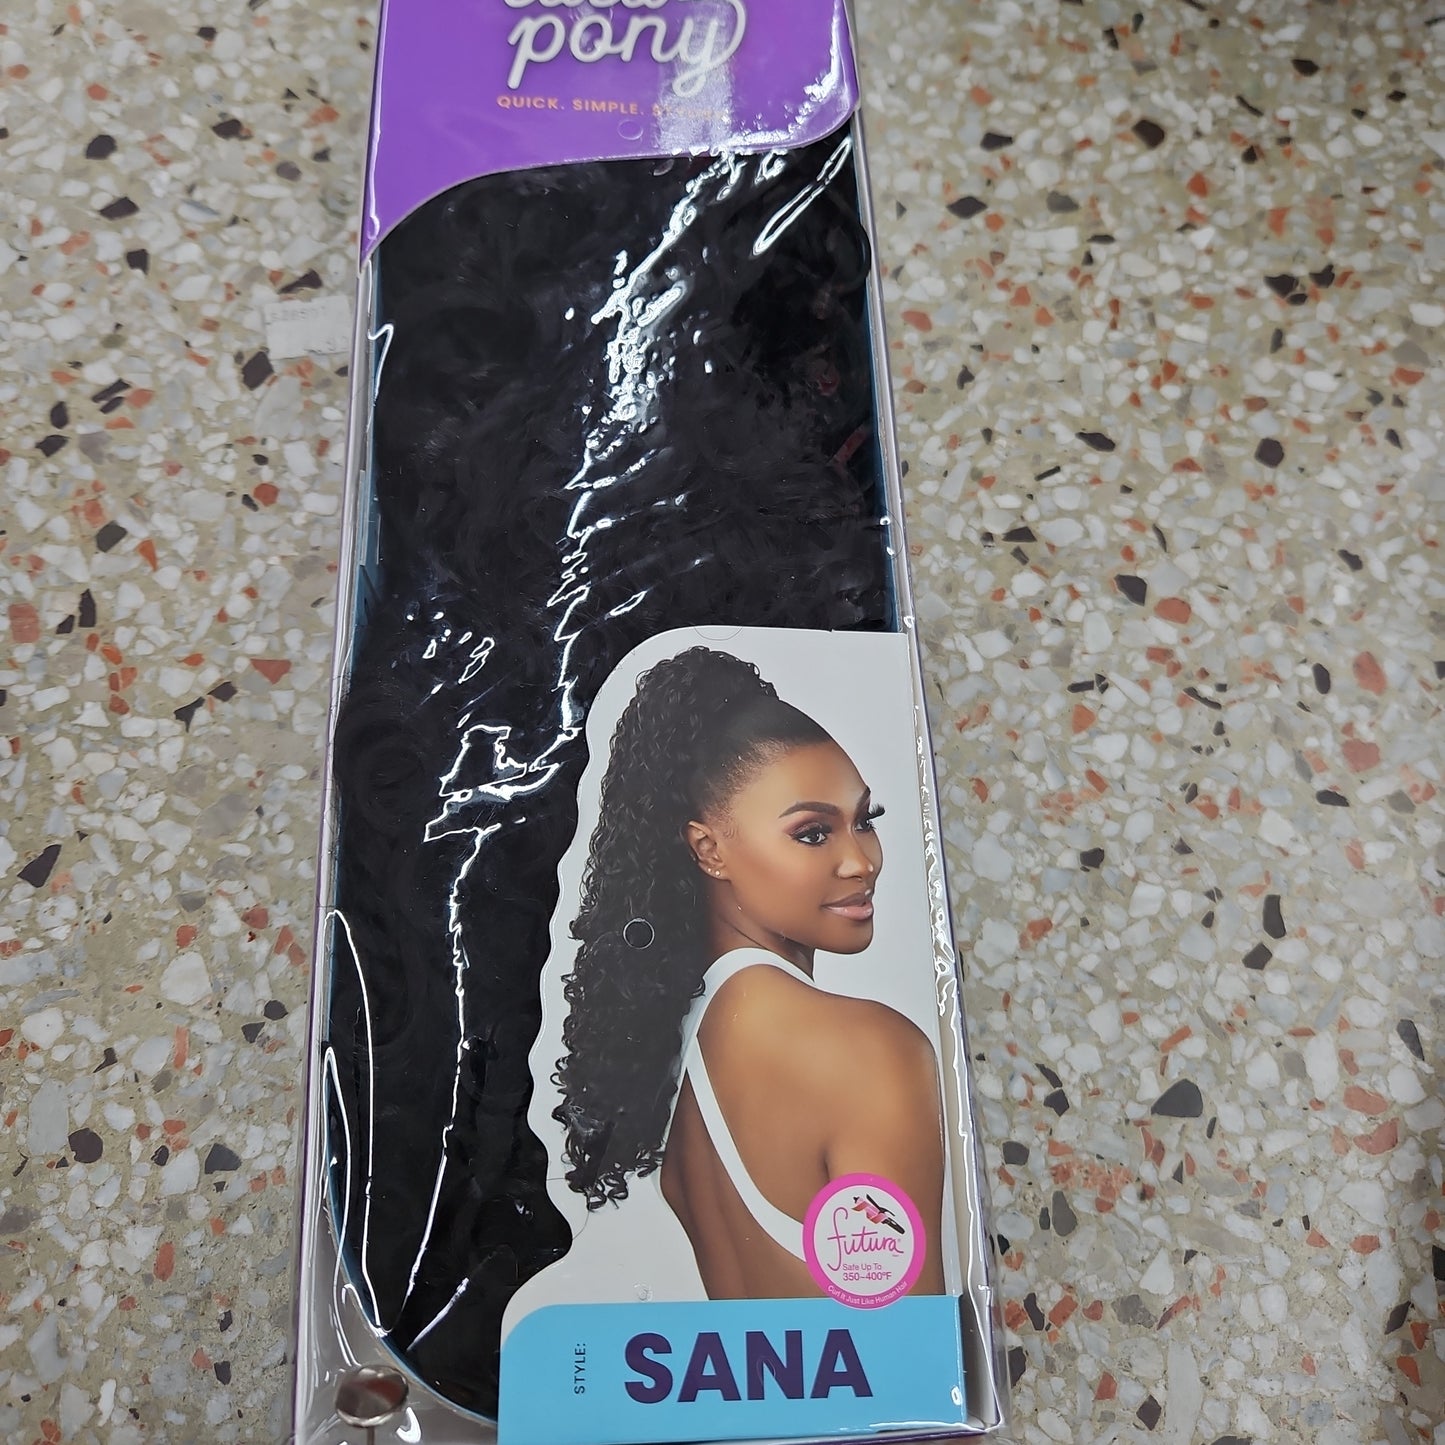 pony
QUICK. SIMPLE.
futura
Safe Up To
350~400°F
Curl It Just Like Human Hair
STYLE:
SANA